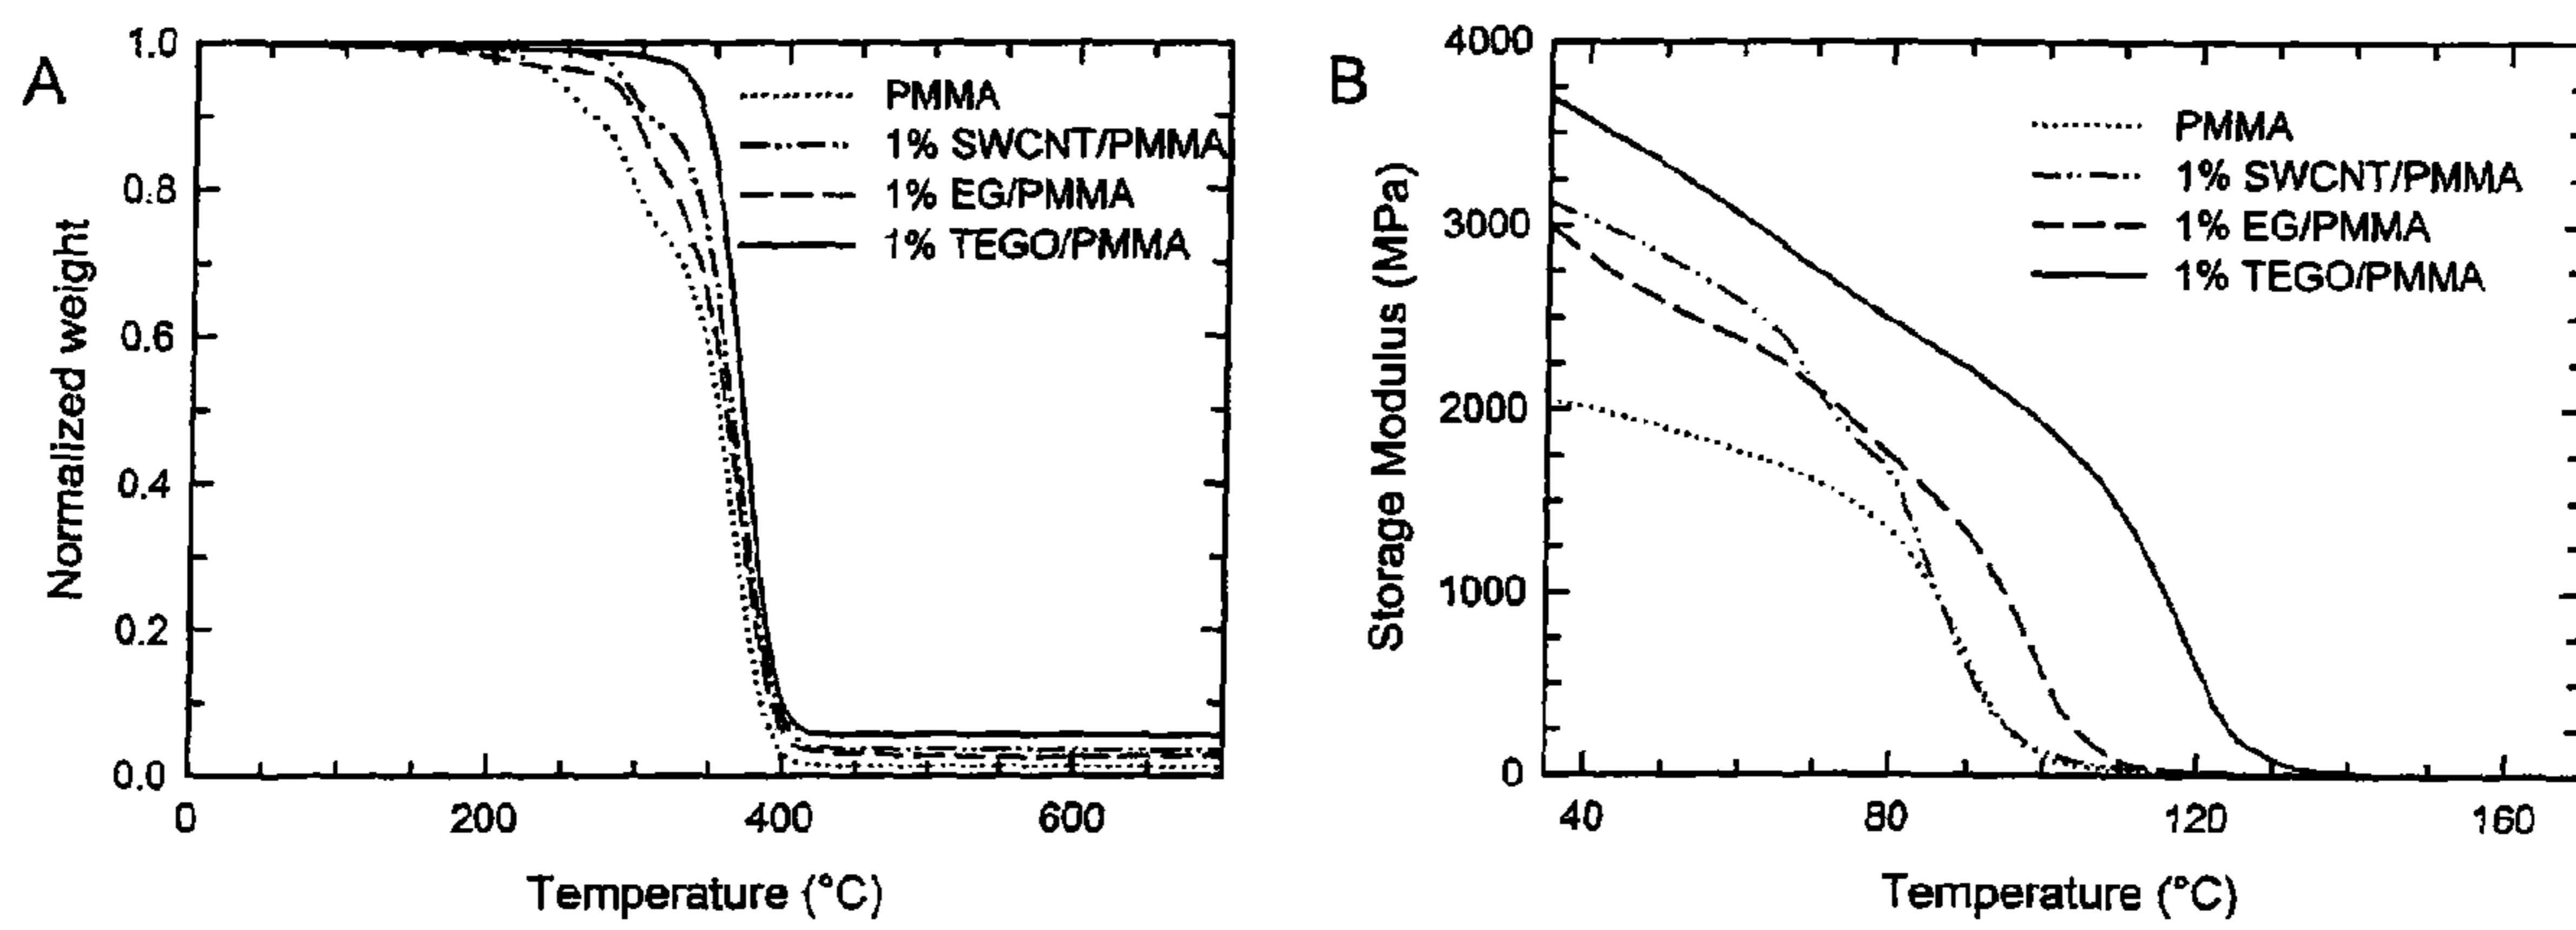 A
1.0
0.8
0.6
0.4
0.2
0.0
Normalized weight
PMMA
1% SWCNT/PMMA
1% EG/PMMA
1% TEGO/PMMA
0 200 400 600
Temperature (°C)
B
4000
3000
2000
1000
0
Storage Modulus (MPa)
PMMA
1% SWCNT/PMMA
1% EG/PMMA
1% TEGO/PMMA
40 80 120 160
Temperature (°C)